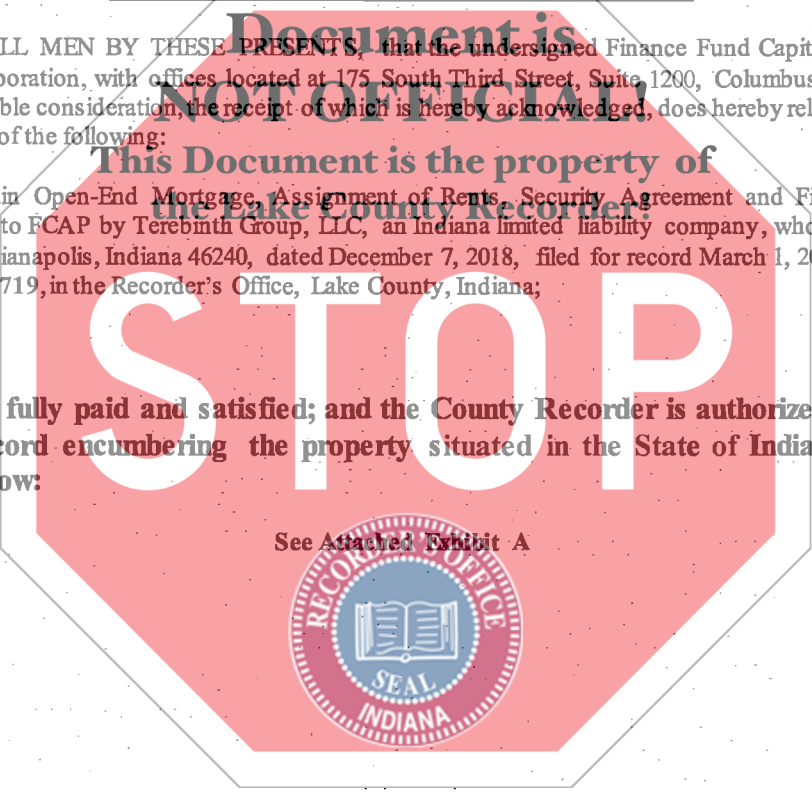 Document is
LL MEN BY THESE PRESENTS, that the undersigned Finance Fund Capit
poration, with offices located at 175 South Third Street, Suite 1200, Columbus
ble consideration, the receipt of which is hereby acknowledged, does hereby rel
NOT OFFICIAL!
of the following:
This Document is the property of
in Open-End Mortgage, Assignment of Rents, Security Agreement and F
the Lake County Recorder!
to FCAP by Terebinth Group, LLC, an Indiana limited liability company, who
ianapolis, Indiana 46240, dated December 7, 2018, filed for record March 1, 20
719, in the Recorder's Office, Lake County, Indiana;
STOP
fully paid and satisfied; and the County Recorder is authorize
cord encumbering the property situated in the State of India
ow:
See Attached Exhibit A
RECORDER'S OFFICE
SEAL
INDIANA